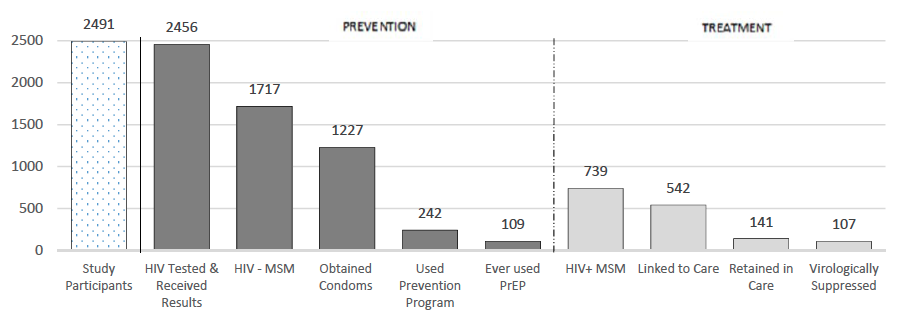 2491
2456
PREVENTION
TREATMENT
2500
2000
1717
1500
1227
1000
739
542
500
242
109
141
107
0
Study
Participants
HIV Tested &
Received
Results
HIV - MSM
Obtained
Condoms
Used
Prevention
Program
Ever used
PrEP
HIV+ MSM
Linked to Care
Retained in
Care
Virologically
Suppressed